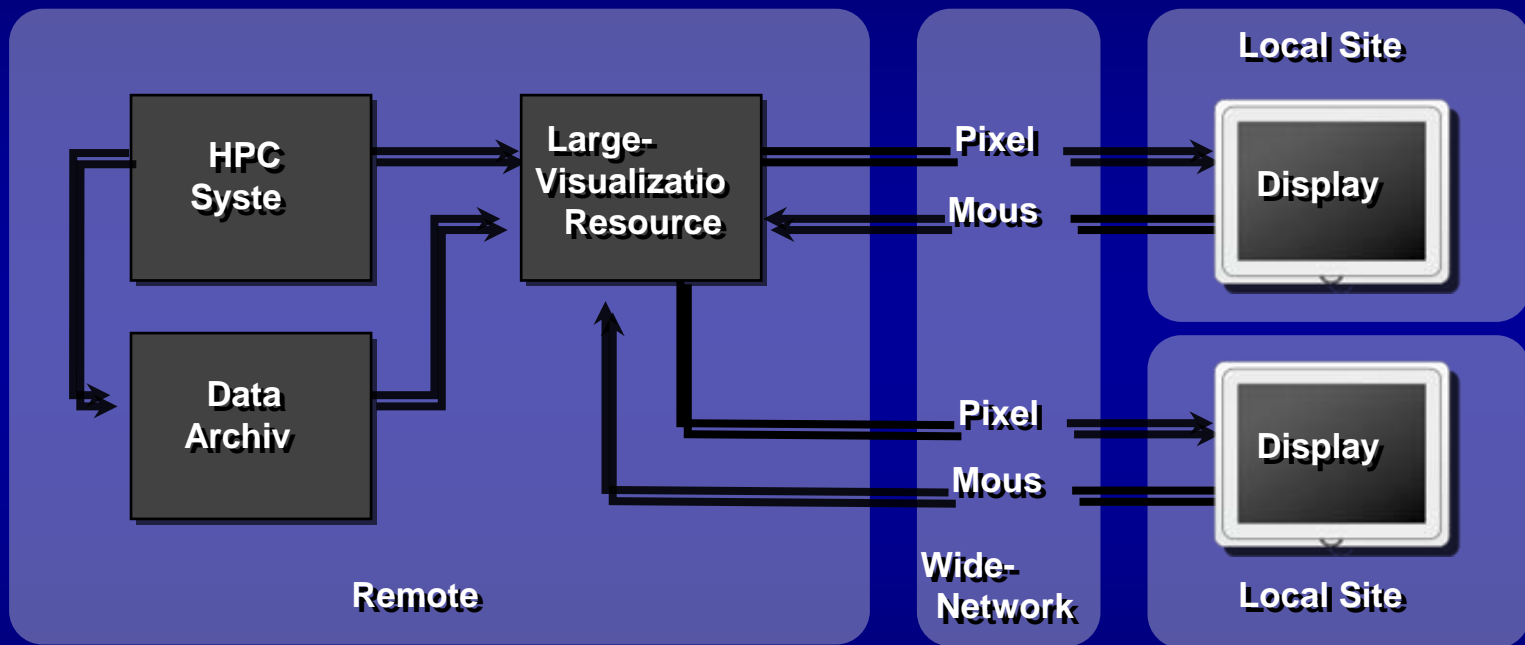 Local Site
HPC
Syste
Large-
Visualizatio
Resource
Pixel
Mous
Display
Data
Archiv
Pixel
Mous
Display
Remote
Wide-
Network
Local Site